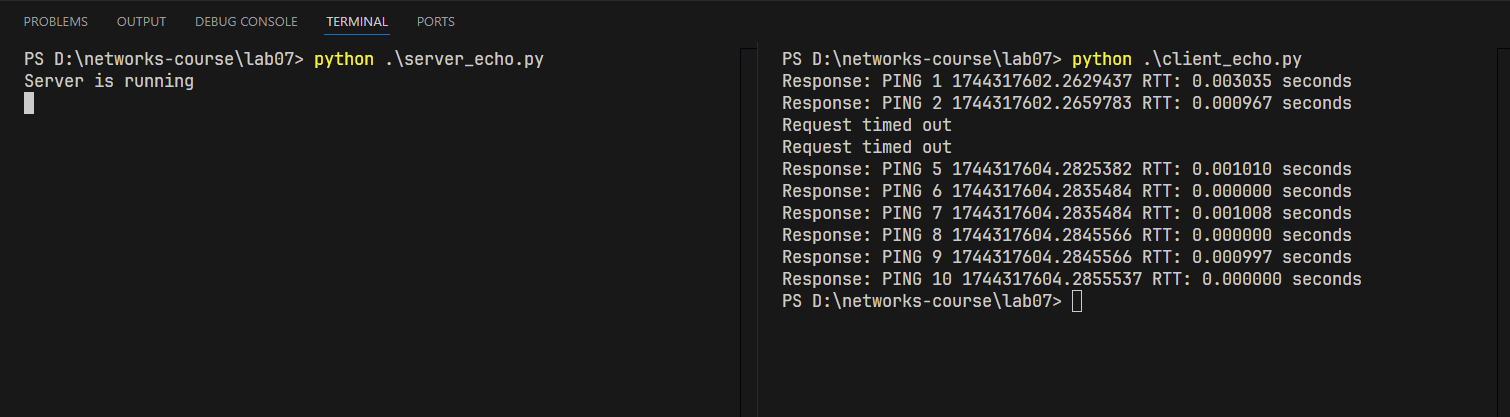 PROBLEMS OUTPUT DEBUG CONSOLE TERMINAL PORTS
PS D:\networks-course\lab07> python .\server_echo.py
Server is running
PS D:\networks-course\lab07> python .\client_echo.py
Response: PING 1 1744317602.2629437 RTT: 0.003035 seconds
Response: PING 2 1744317602.2659783 RTT: 0.000967 seconds
Request timed out
Request timed out
Response: PING 5 1744317604.2825382 RTT: 0.001010 seconds
Response: PING 6 1744317604.2835484 RTT: 0.000000 seconds
Response: PING 7 1744317604.2835484 RTT: 0.001008 seconds
Response: PING 8 1744317604.2845566 RTT: 0.000000 seconds
Response: PING 9 1744317604.2845566 RTT: 0.000997 seconds
Response: PING 10 1744317604.2855537 RTT: 0.000000 seconds
PS D:\networks-course\lab07>